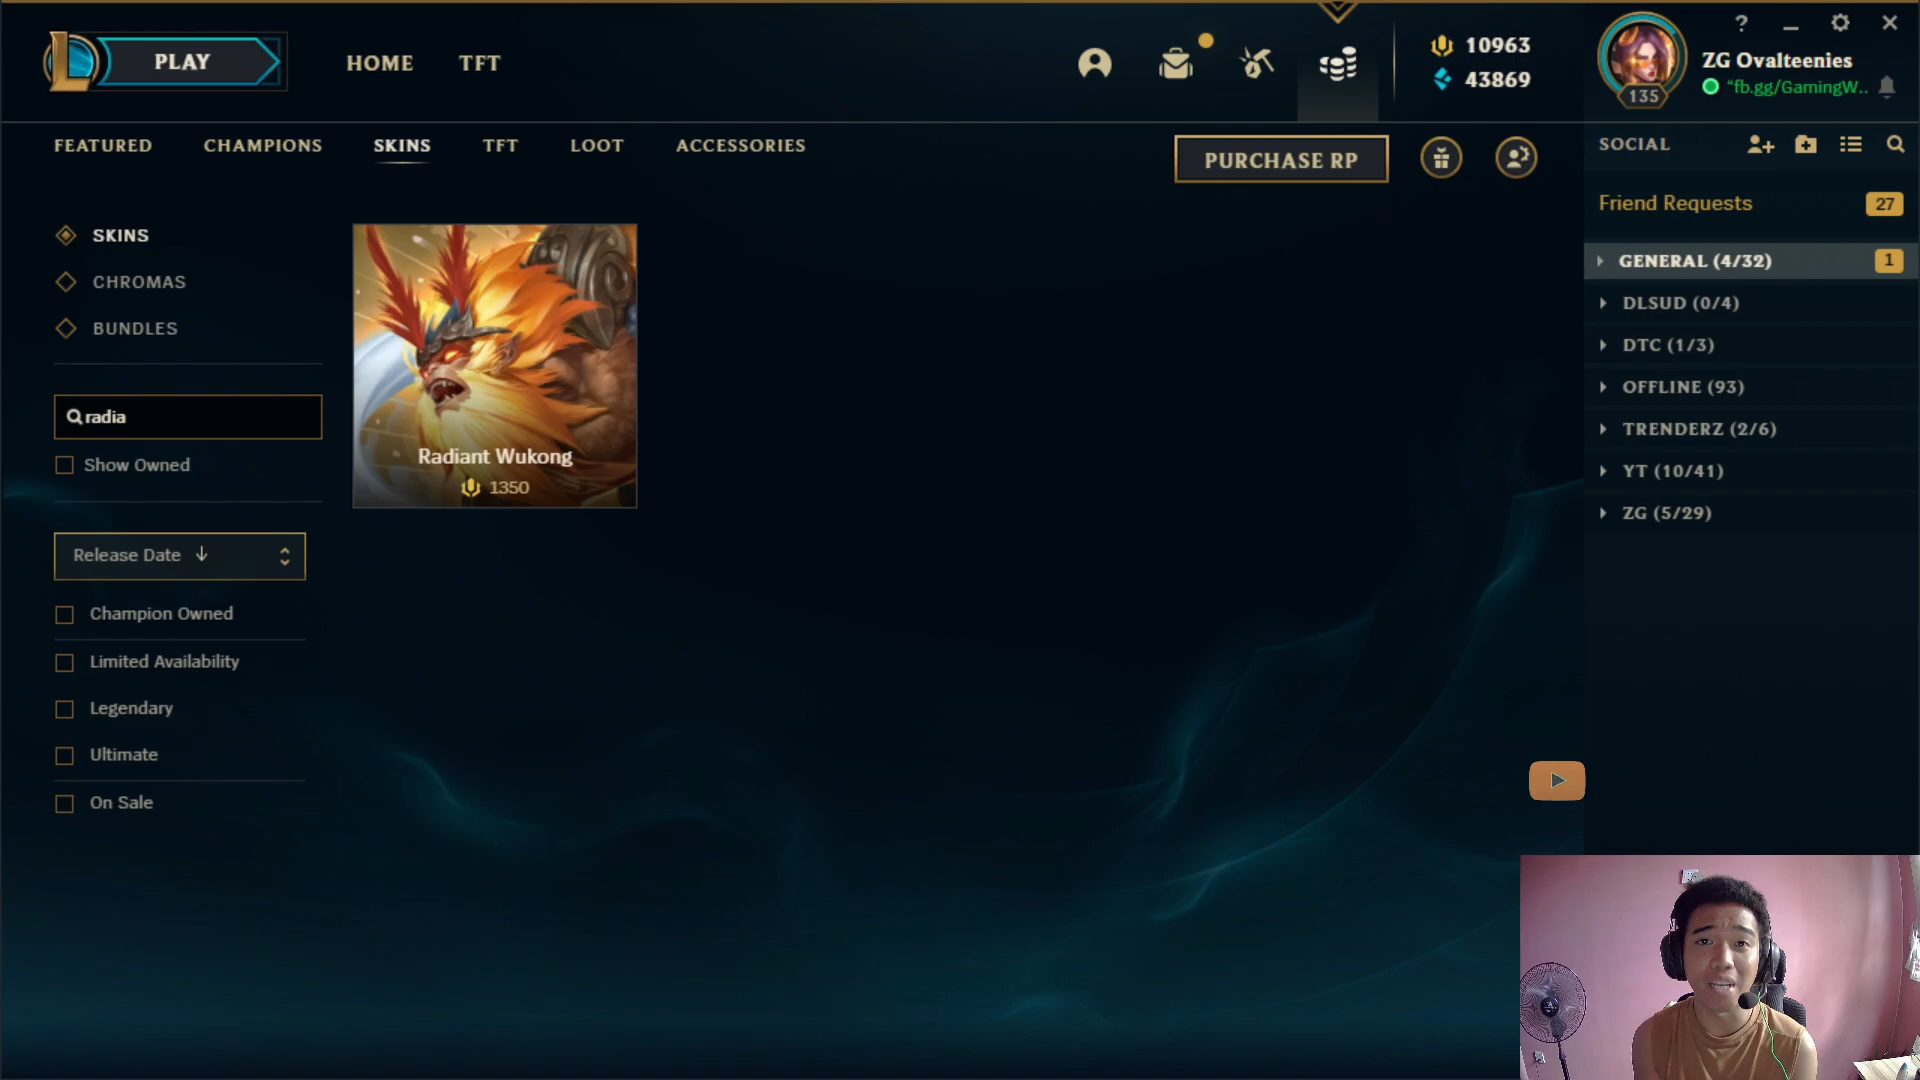 PLAY
HOME
TFT
10963
43869
?
135
ZG Ovalteenies
"fb.gg/GamingW..
FEATURED
CHAMPIONS
SKINS
TFT
LOOT
ACCESSORIES
PURCHASE RP
SOCIAL
SKINS
CHROMAS
BUNDLES
radia
Show Owned
Release Date ↓
Champion Owned
Limited Availability
Legendary
Ultimate
On Sale
Radiant Wukong
1350
Friend Requests
27
GENERAL (4/32)
1
DLSUD (0/4)
DTC (1/3)
OFFLINE (93)
TRENDERZ (2/6)
YT (10/41)
ZG (5/29)